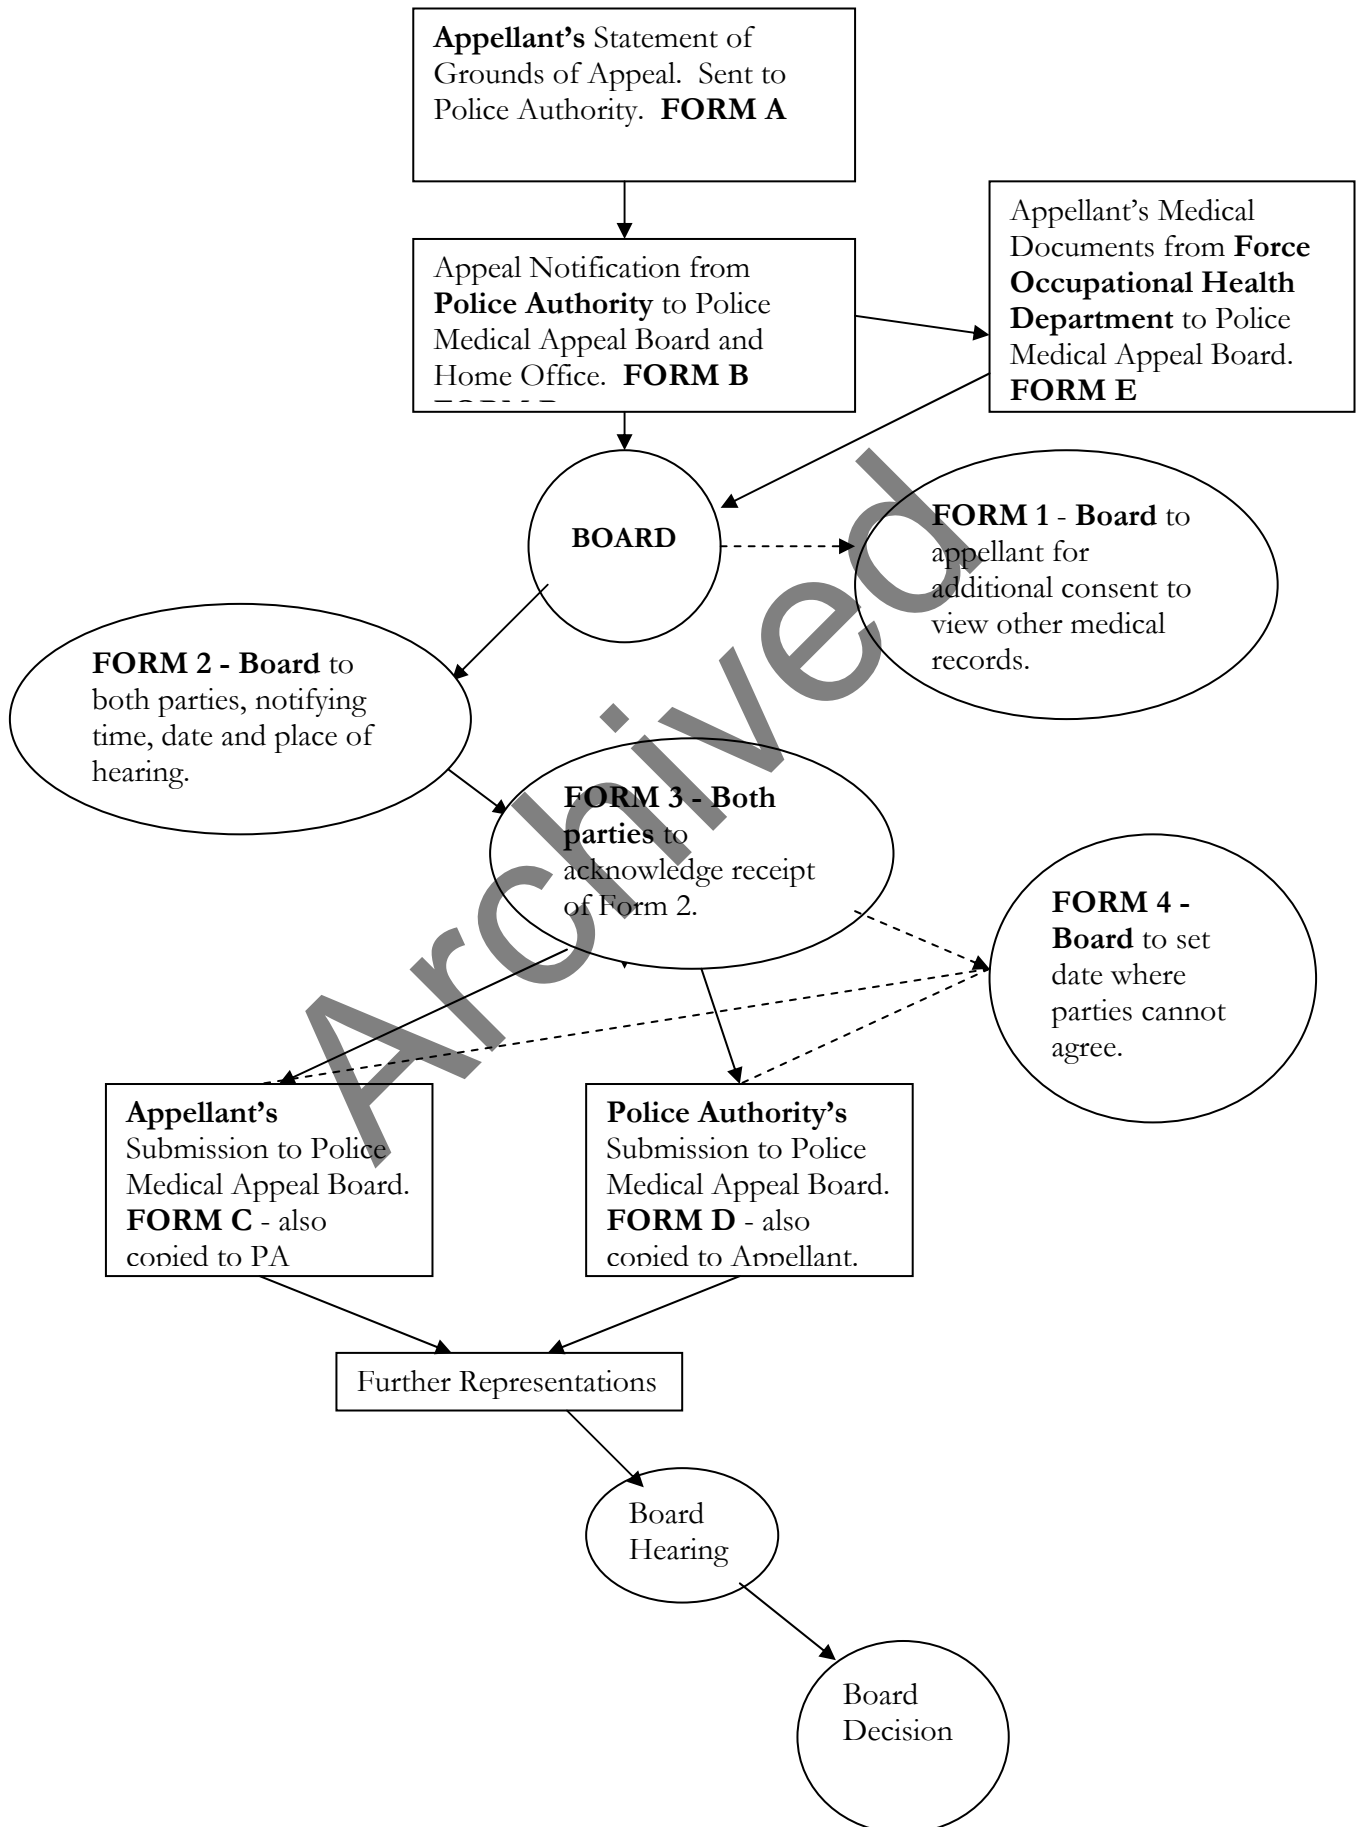 Appellant's Statement of
Grounds of Appeal. Sent to
Police Authority. FORM A
Appeal Notification from
Police Authority to Police
Medical Appeal Board and
Home Office. FORM B
Appellant's Medical
Documents from Force
Occupational Health
Department to Police
Medical Appeal Board.
FORM E
BOARD
FORM 1 - Board to
appellant for
additional consent to
view other medical
records.
FORM 2 - Board to
both parties, notifying
time, date and place of
hearing.
FORM 3 - Both
parties to
acknowledge receipt
of Form 2.
FORM 4 -
Board to set
date where
parties cannot
agree.
Appellant's
Submission to Police
Medical Appeal Board.
FORM C - also
copied to PA
Police Authority's
Submission to Police
Medical Appeal Board.
FORM D - also
copied to Appellant.
Further Representations
Board
Hearing
Board
Decision
Archived